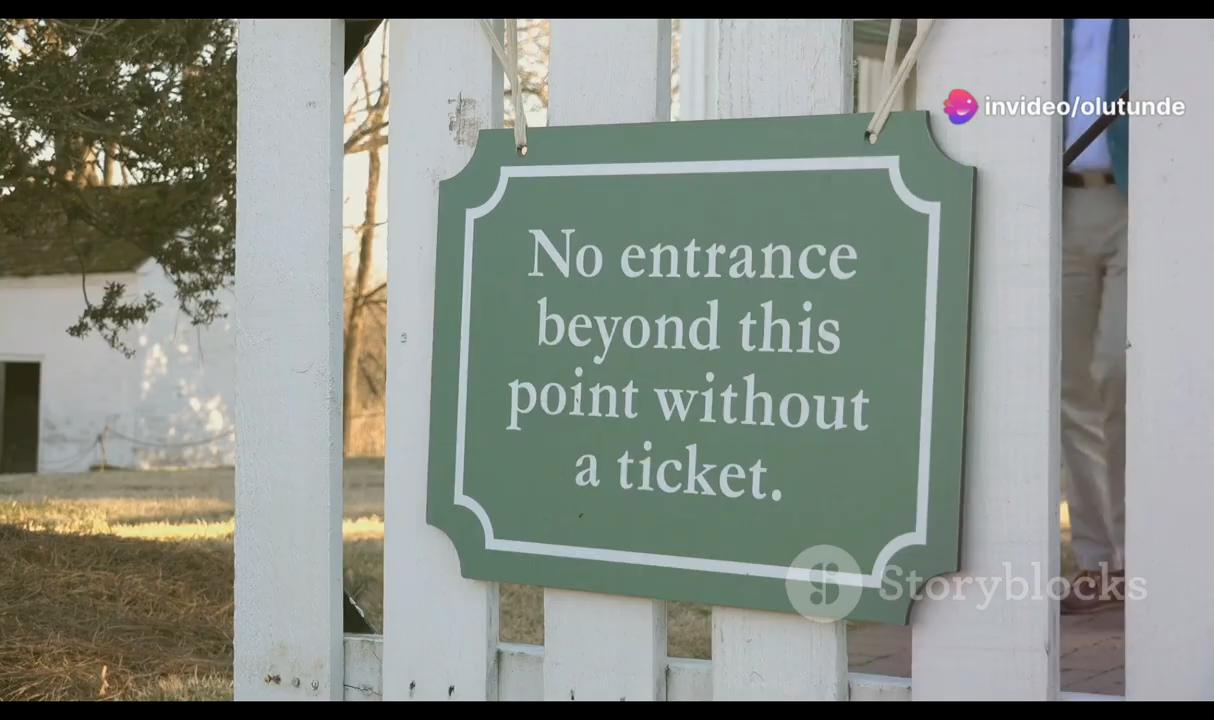 invideo/olutunde
No entrance
beyond this
point without
a ticket.
Storyblocks